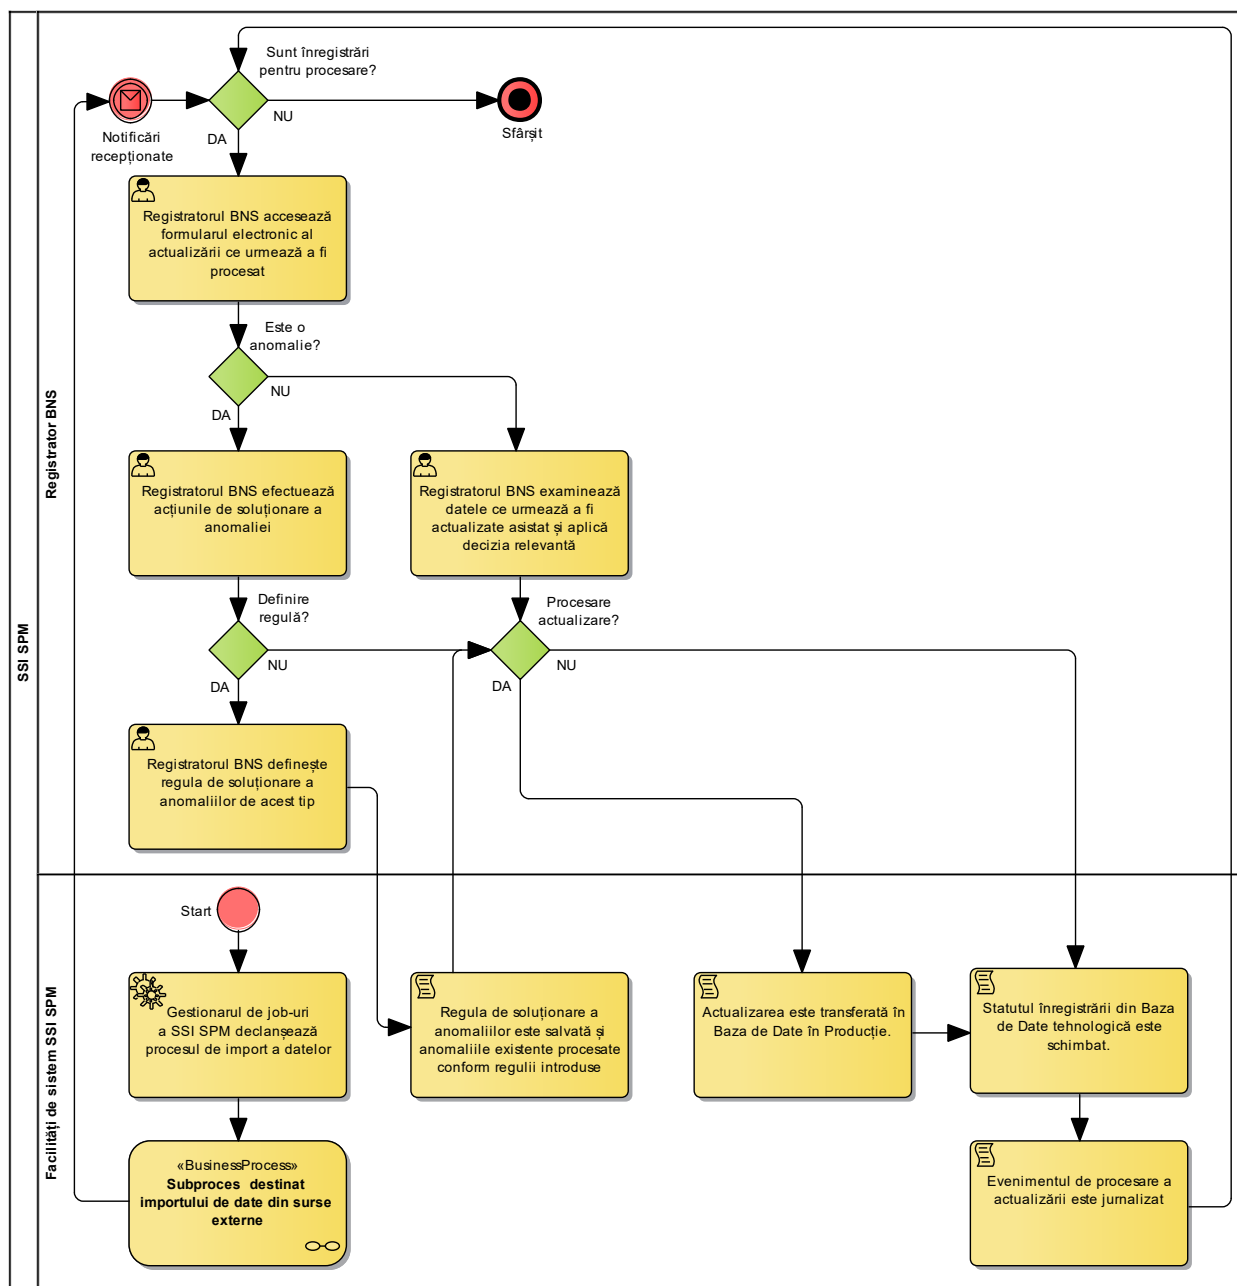 SSI SPM
Registrator BNS
Sunt înregistrări
pentru procesare?
NU
DA
Notificări
recepționate
Sfârșit
Registratorul BNS accesează
formularul electronic al
actualizării ce urmează a fi
procesat
Este o
anomalie?
NU
DA
Registratorul BNS efectuează
acțiunile de soluționare a
anomaliei
Registratorul BNS examinează
datele ce urmează a fi
actualizate asistat și aplică
decizia relevantă
Definire
regulă?
NU
DA
Procesare
actualizare?
NU
DA
Registratorul BNS definește
regula de soluționare a
anomaliilor de acest tip
Facilități de sistem SSI SPM
Start
Gestionarul de job-uri
a SSI SPM declanșează
procesul de import a datelor
Regula de soluționare a
anomaliilor este salvată și
anomaliile existente procesate
conform regulii introduse
Actualizarea este transferată în
Baza de Date în Producție.
Statutul înregistrării din Baza
de Date tehnologică este
schimbat.
«BusinessProcess»
Subproces destinat
importului de date din surse
externe
Evenimentul de procesare a
actualizării este jurnalizat